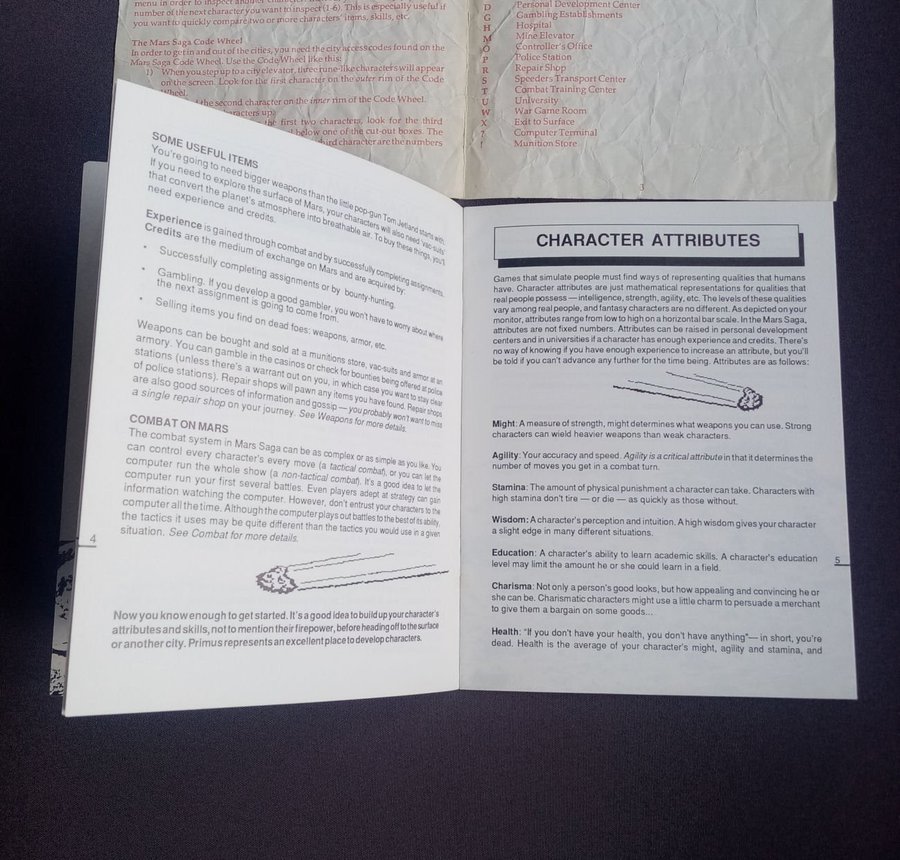 menu in order to inspect another
number of the next character you want to inspect (1-6). This is especially useful if
you want to quickly compare two or more characters' items, skills, etc.
The Mars Saga Code Wheel
In order to get in and out of the cities, you need the city access codes found on the
Mars Saga Code Wheel. Use the Code Wheel like this:
1) When you step up to a city elevator, three rune-like characters will appear
on the screen. Look for the first character on the outer rim of the Code
Wheel.
the second character on the inner rim of the Code Wheel.
characters up.
the first two characters, look for the third
below one of the cut-out boxes. The
third character are the numbers
D Personal Development Center
G Gambling Establishments
H Hospital
M Mine Elevator
O Controller's Office
P Police Station
R Repair Shop
S Speeders Transport Center
T Combat Training Center
U University
W War Game Room
X Exit to Surface
? Computer Terminal
! Munition Store
3
SOME USEFUL ITEMS
You're going to need bigger weapons than the little pop-gun Tom Jetland starts with.
If you need to explore the surface of Mars, your characters will also need 'vac-suits'
that convert the planet's atmosphere into breathable air. To buy these things, you'll
need experience and credits.
Experience is gained through combat and by successfully completing assignments.
Credits are the medium of exchange on Mars and are acquired by:
• Successfully completing assignments or by bounty-hunting.
• Gambling. If you develop a good gambler, you won't have to worry about where
the next assignment is going to come from.
• Selling items you find on dead foes: weapons, armor, etc.
Weapons can be bought and sold at a munitions store, vac-suits and armor at an
armory. You can gamble in the casinos or check for bounties being offered at police
stations (unless there's a warrant out on you, in which case you want to stay clear
of police stations). Repair shops will pawn any items you have found. Repair shops
are also good sources of information and gossip — you probably won't want to miss
a single repair shop on your journey. See Weapons for more details.
COMBAT ON MARS
The combat system in Mars Saga can be as complex or as simple as you like. You
can control every character's every move (a tactical combat), or you can let the
computer run the whole show (a non-tactical combat). It's a good idea to let the
computer run your first several battles. Even players adept at strategy can gain
information watching the computer. However, don't entrust your characters to the
computer all the time. Although the computer plays out battles to the best of its ability,
the tactics it uses may be quite different than the tactics you would use in a given
situation. See Combat for more details.
4
Now you know enough to get started. It's a good idea to build up your character's
attributes and skills, not to mention their firepower, before heading off to the surface
or another city. Primus represents an excellent place to develop characters.
CHARACTER ATTRIBUTES
Games that simulate people must find ways of representing qualities that humans
have. Character attributes are just mathematical representations for qualities that
real people possess — intelligence, strength, agility, etc. The levels of these qualities
vary among real people, and fantasy characters are no different. As depicted on your
monitor, attributes range from low to high on a horizontal bar scale. In the Mars Saga,
attributes are not fixed numbers. Attributes can be raised in personal development
centers and in universities if a character has enough experience and credits. There's
no way of knowing if you have enough experience to increase an attribute, but you'll
be told if you can't advance any further for the time being. Attributes are as follows:
Might: A measure of strength, might determines what weapons you can use. Strong
characters can wield heavier weapons than weak characters.
Agility: Your accuracy and speed. Agility is a critical attribute in that it determines the
number of moves you get in a combat turn.
Stamina: The amount of physical punishment a character can take. Characters with
high stamina don't tire — or die — as quickly as those without.
Wisdom: A character's perception and intuition. A high wisdom gives your character
a slight edge in many different situations.
Education: A character's ability to learn academic skills. A character's education
level may limit the amount he or she could learn in a field.
5
Charisma: Not only a person's good looks, but how appealing and convincing he or
she can be. Charismatic characters might use a little charm to persuade a merchant
to give them a bargain on some goods...
Health: "If you don't have your health, you don't have anything"— in short, you're
dead. Health is the average of your character's might, agility and stamina, and